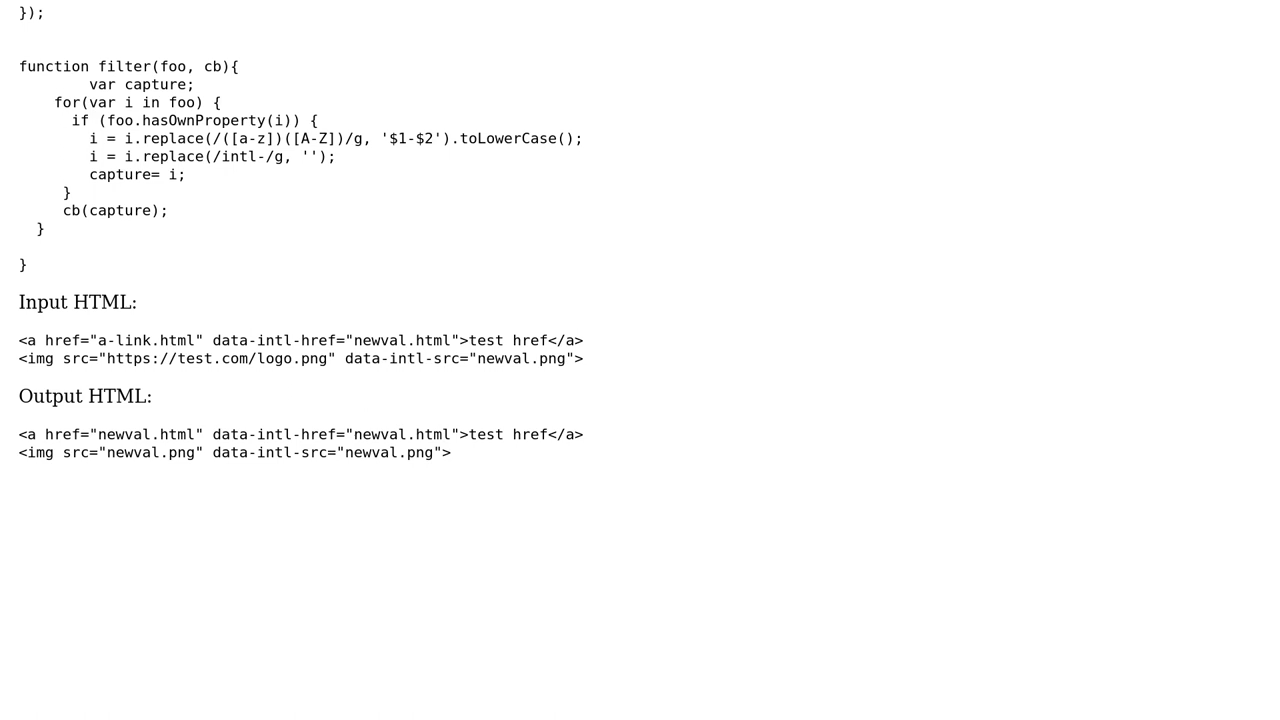 });
function filter(foo, cb){
        var capture;
    for(var i in foo) {
      if (foo.hasOwnProperty(i)) {
        i = i.replace(/([a-z])([A-Z])/g, '$1-$2').toLowerCase();
        i = i.replace(/intl-/g, '');
        capture= i;
     }
     cb(capture);
  }
}
Input HTML:
<a href="a-link.html" data-intl-href="newval.html">test href</a>
<img src="https://test.com/logo.png" data-intl-src="newval.png">
Output HTML:
<a href="newval.html" data-intl-href="newval.html">test href</a>
<img src="newval.png" data-intl-src="newval.png">